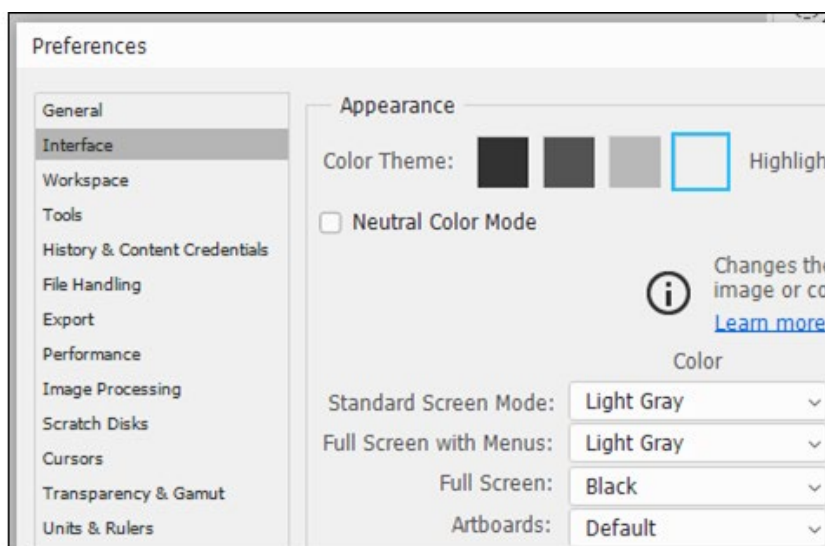 Preferences
General
Interface
Workspace
Tools
History & Content Credentials
File Handling
Export
Performance
Image Processing
Scratch Disks
Cursors
Transparency & Gamut
Units & Rulers
Appearance
Color Theme: Highligh
Neutral Color Mode
Changes the
image or co
Learn more
Color
Standard Screen Mode: Light Gray
Full Screen with Menus: Light Gray
Full Screen: Black
Artboards: Default